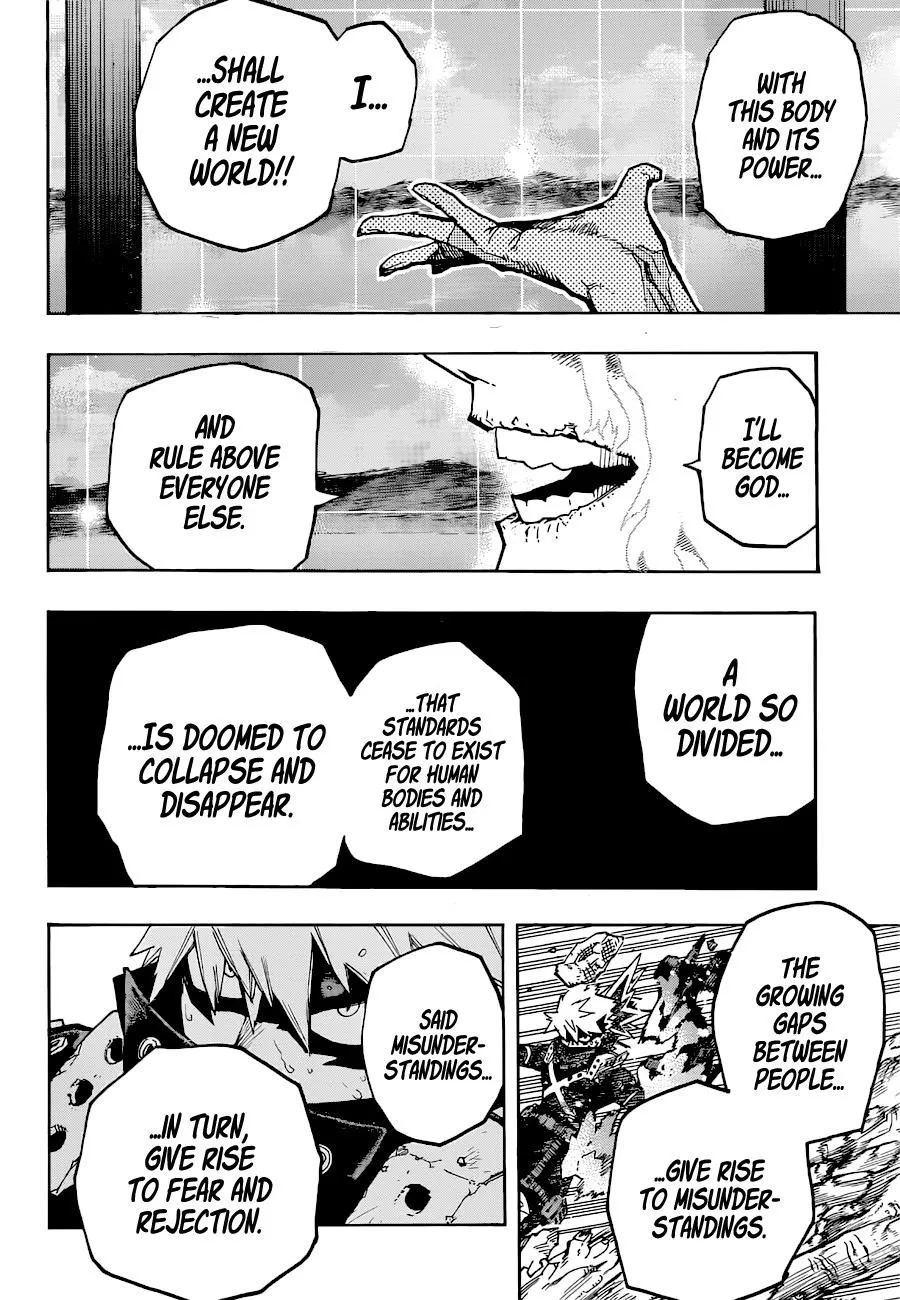 WITH
THIS BODY
AND ITS
POWER...
I...
...SHALL
CREATE
A NEW
WORLD!!
I'LL
BECOME
GOD...
AND
RULE ABOVE
EVERYONE
ELSE.
A
WORLD SO
DIVIDED...
...THAT
STANDARDS
CEASE TO EXIST
FOR HUMAN
BODIES AND
ABILITIES...
...IS DOOMED TO
COLLAPSE AND
DISAPPEAR.
THE
GROWING
GAPS
BETWEEN
PEOPLE...
...GIVE RISE
TO MISUNDER-
STANDINGS.
SAID
MISUNDER-
STANDINGS...
...IN TURN,
GIVE RISE
TO FEAR AND
REJECTION.